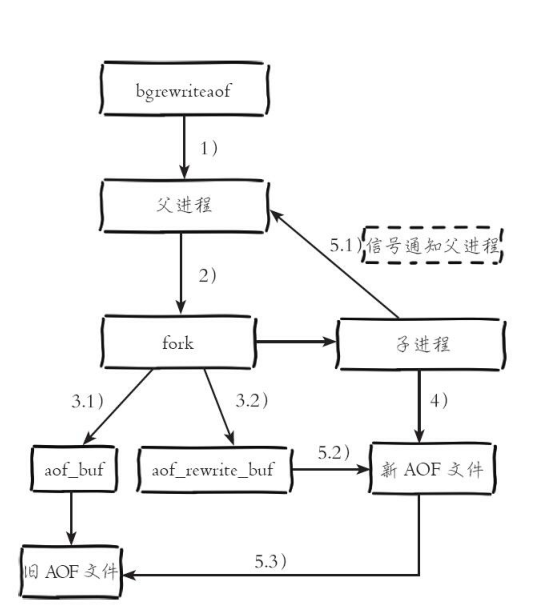 bgrewriteaof
1)
父进程
5.1) 信号通知父进程
2)
fork
子进程
3.1)
3.2)
4)
aof_buf
aof_rewrite_buf
5.2)
新 AOF 文件
旧 AOF 文件
5.3)